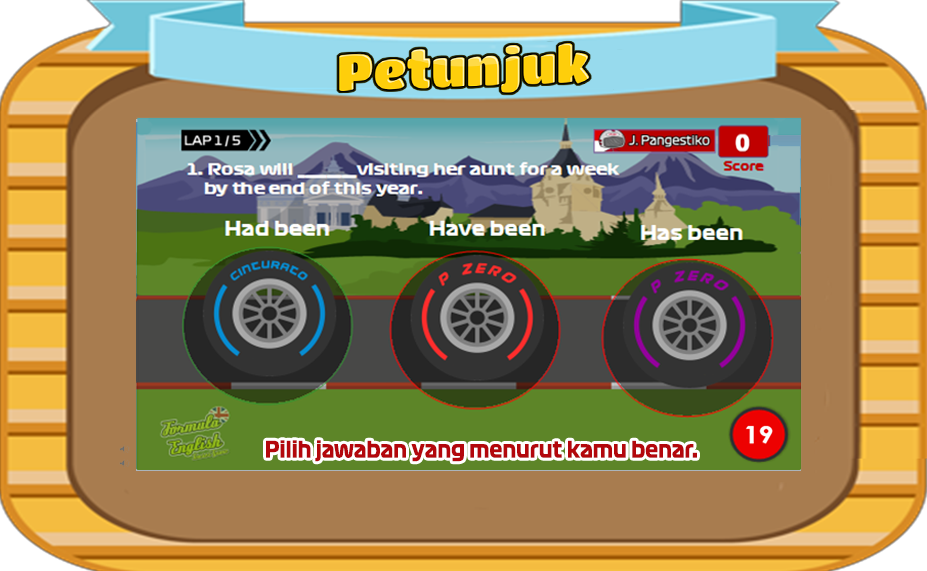 Petunjuk
LAP 1 / 5
J. Pangestiko
0
Score
1. Rosa will ______visiting her aunt for a week
by the end of this year.
Had been
Have been
Has been
CINTURATO
P ZERO
P ZERO
Formula
English
19
Pilih jawaban yang menurut kamu benar.